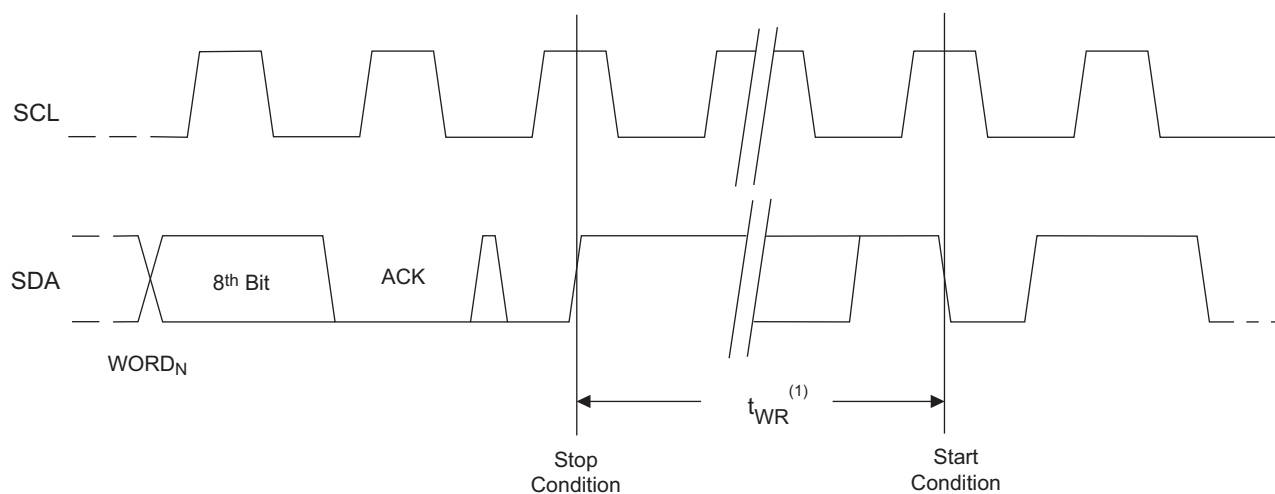 SCL
SDA
8th Bit
ACK
WORDN
tWR(1)
Stop
Condition
Start
Condition